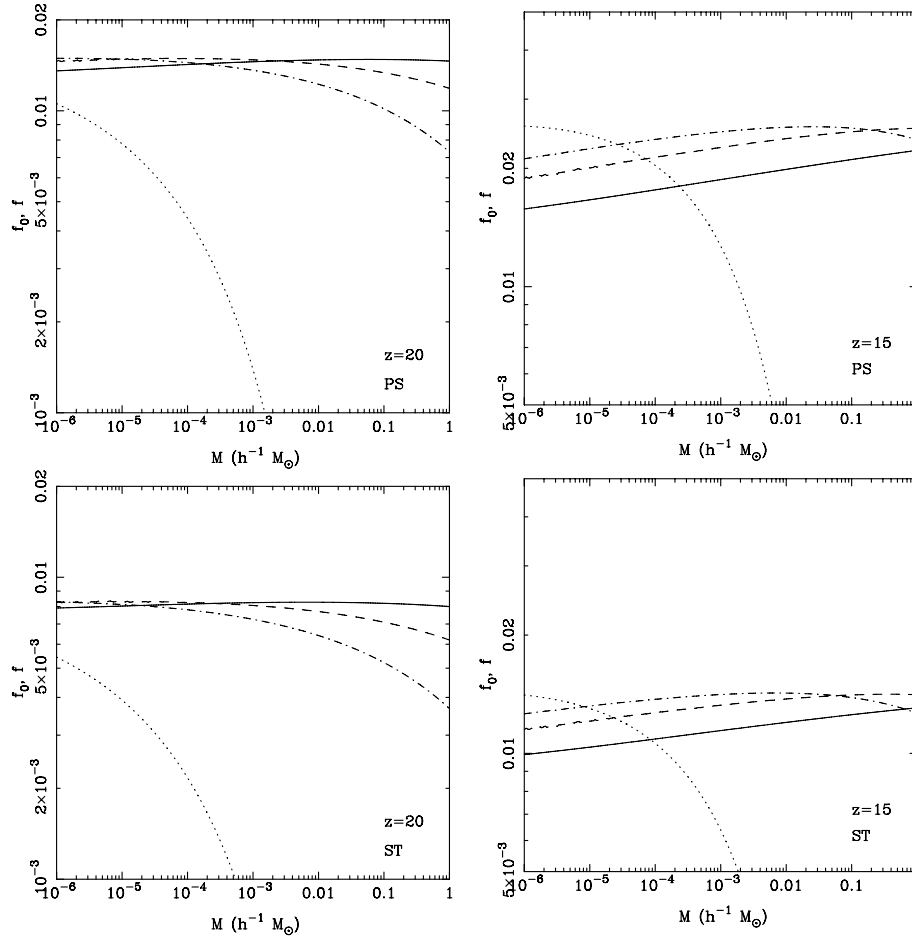 0.02
0.01
5×10⁻³
2×10⁻³
10⁻³
f₀, f
z=20
PS
10⁻⁶ 10⁻⁵ 10⁻⁴ 10⁻³ 0.01 0.1 1
M (h⁻¹ M⊙)
0.02
0.01
5×10⁻³
f₀, f
z=15
PS
10⁻⁶ 10⁻⁵ 10⁻⁴ 10⁻³ 0.01 0.1
M (h⁻¹ M⊙)
0.02
0.01
5×10⁻³
2×10⁻³
10⁻³
f₀, f
z=20
ST
10⁻⁶ 10⁻⁵ 10⁻⁴ 10⁻³ 0.01 0.1 1
M (h⁻¹ M⊙)
0.02
0.01
5×10⁻³
f₀, f
z=15
ST
10⁻⁶ 10⁻⁵ 10⁻⁴ 10⁻³ 0.01 0.1
M (h⁻¹ M⊙)